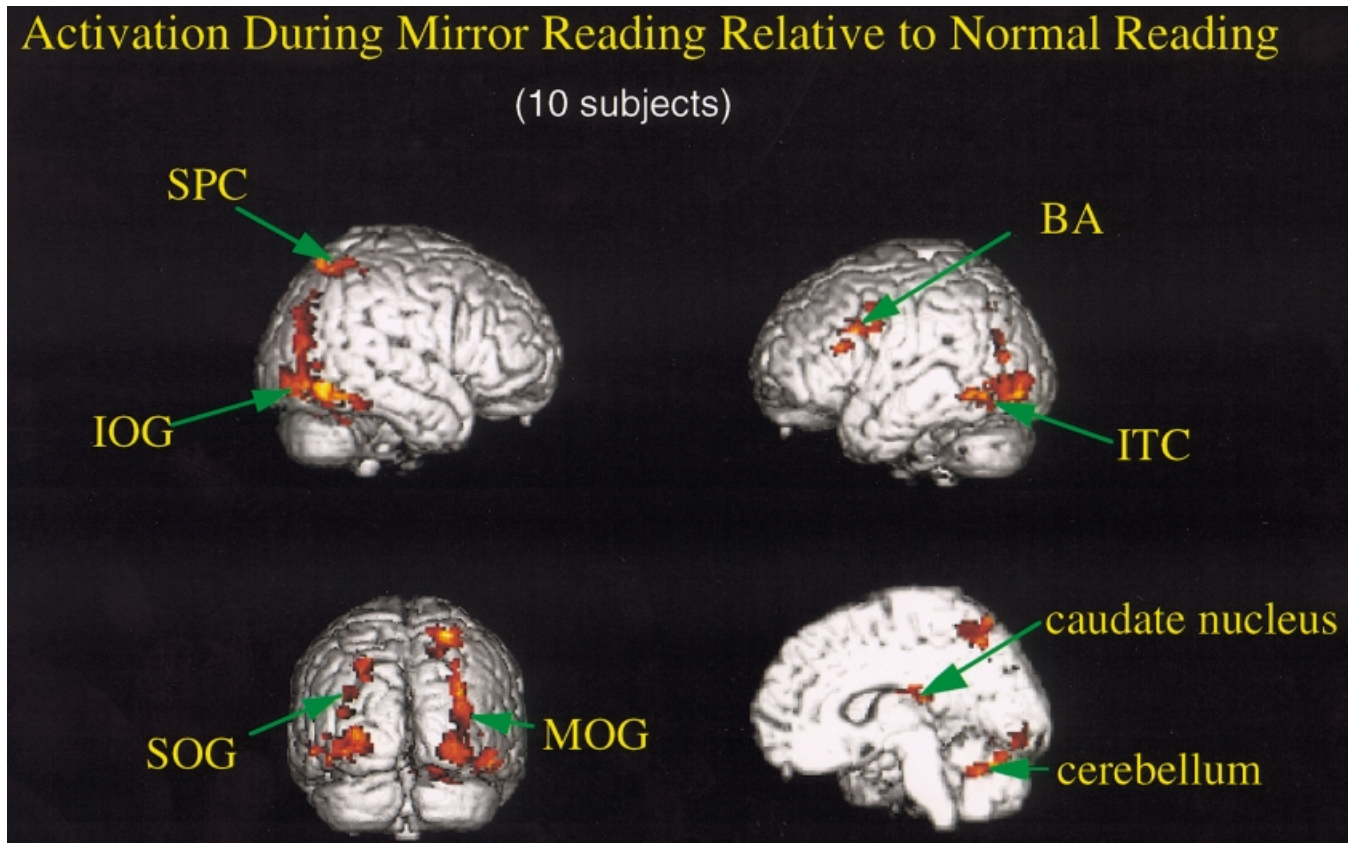 Activation During Mirror Reading Relative to Normal Reading
(10 subjects)
SPC
BA
IOG
ITC
caudate nucleus
SOG
MOG
cerebellum